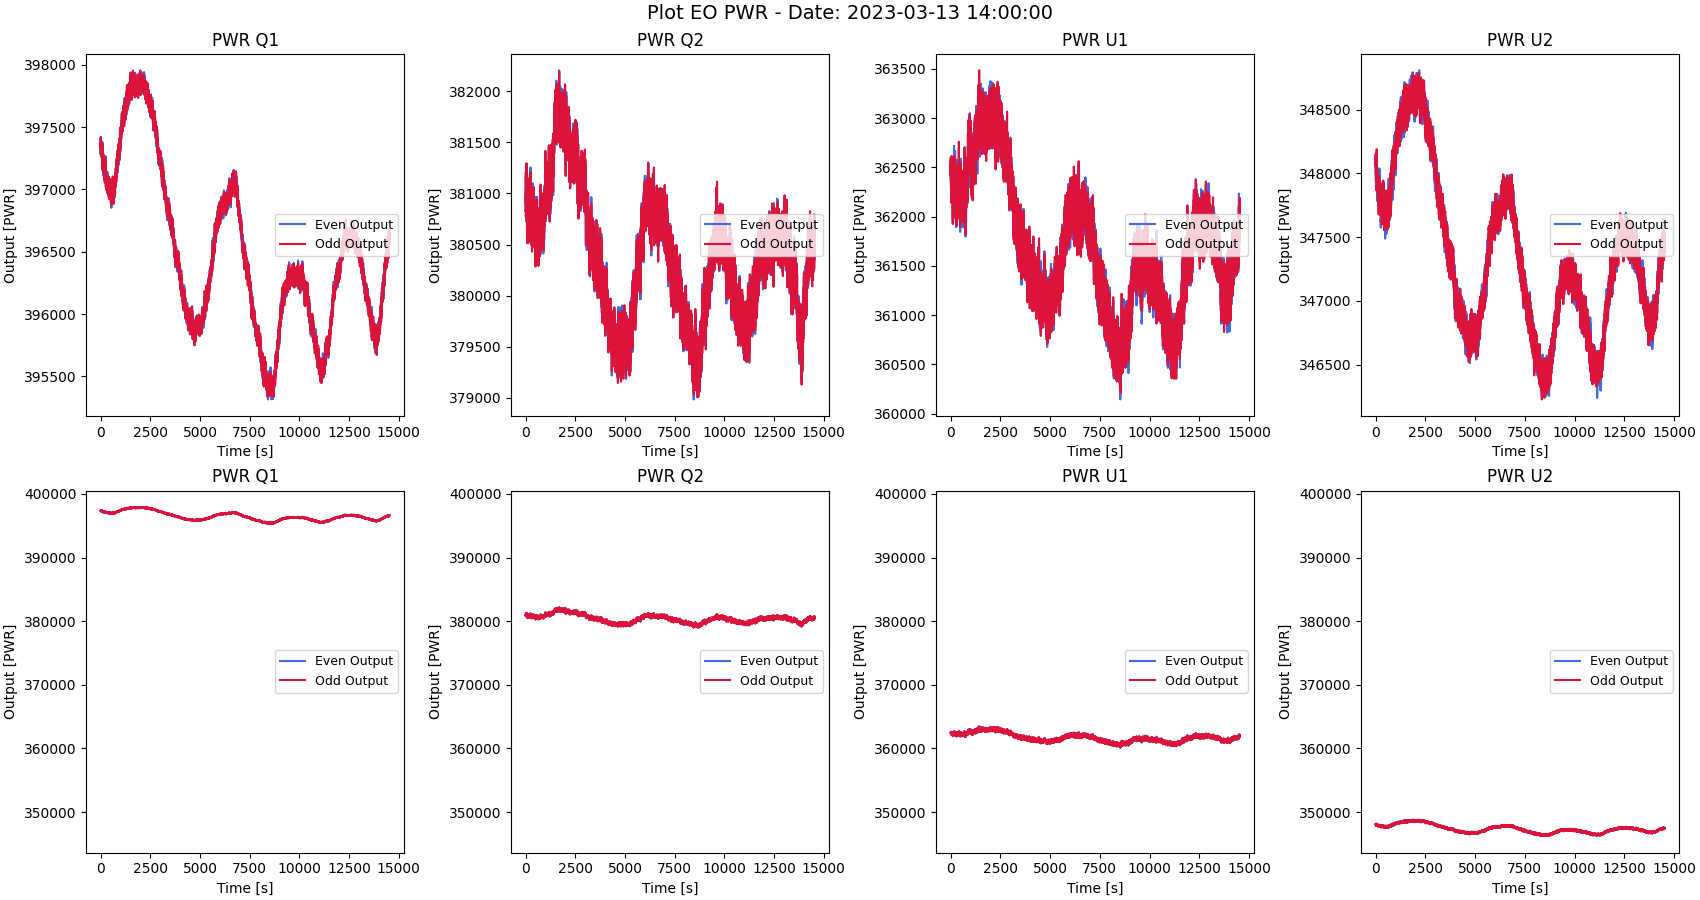 Plot EO PWR - Date: 2023-03-13 14:00:00
PWR Q1
Output [PWR]
398000
397500
397000
396500
396000
395500
Even Output
Odd Output
0 2500 5000 7500 10000 12500 15000
Time [s]
PWR Q2
Output [PWR]
382000
381500
381000
380500
380000
379500
379000
Even Output
Odd Output
0 2500 5000 7500 10000 12500 15000
Time [s]
PWR U1
Output [PWR]
363500
363000
362500
362000
361500
361000
360500
360000
Even Output
Odd Output
0 2500 5000 7500 10000 12500 15000
Time [s]
PWR U2
Output [PWR]
348500
348000
347500
347000
346500
Even Output
Odd Output
0 2500 5000 7500 10000 12500 15000
Time [s]
PWR Q1
Output [PWR]
400000
390000
380000
370000
360000
350000
Even Output
Odd Output
0 2500 5000 7500 10000 12500 15000
Time [s]
PWR Q2
Output [PWR]
400000
390000
380000
370000
360000
350000
Even Output
Odd Output
0 2500 5000 7500 10000 12500 15000
Time [s]
PWR U1
Output [PWR]
400000
390000
380000
370000
360000
350000
Even Output
Odd Output
0 2500 5000 7500 10000 12500 15000
Time [s]
PWR U2
Output [PWR]
400000
390000
380000
370000
360000
350000
Even Output
Odd Output
0 2500 5000 7500 10000 12500 15000
Time [s]